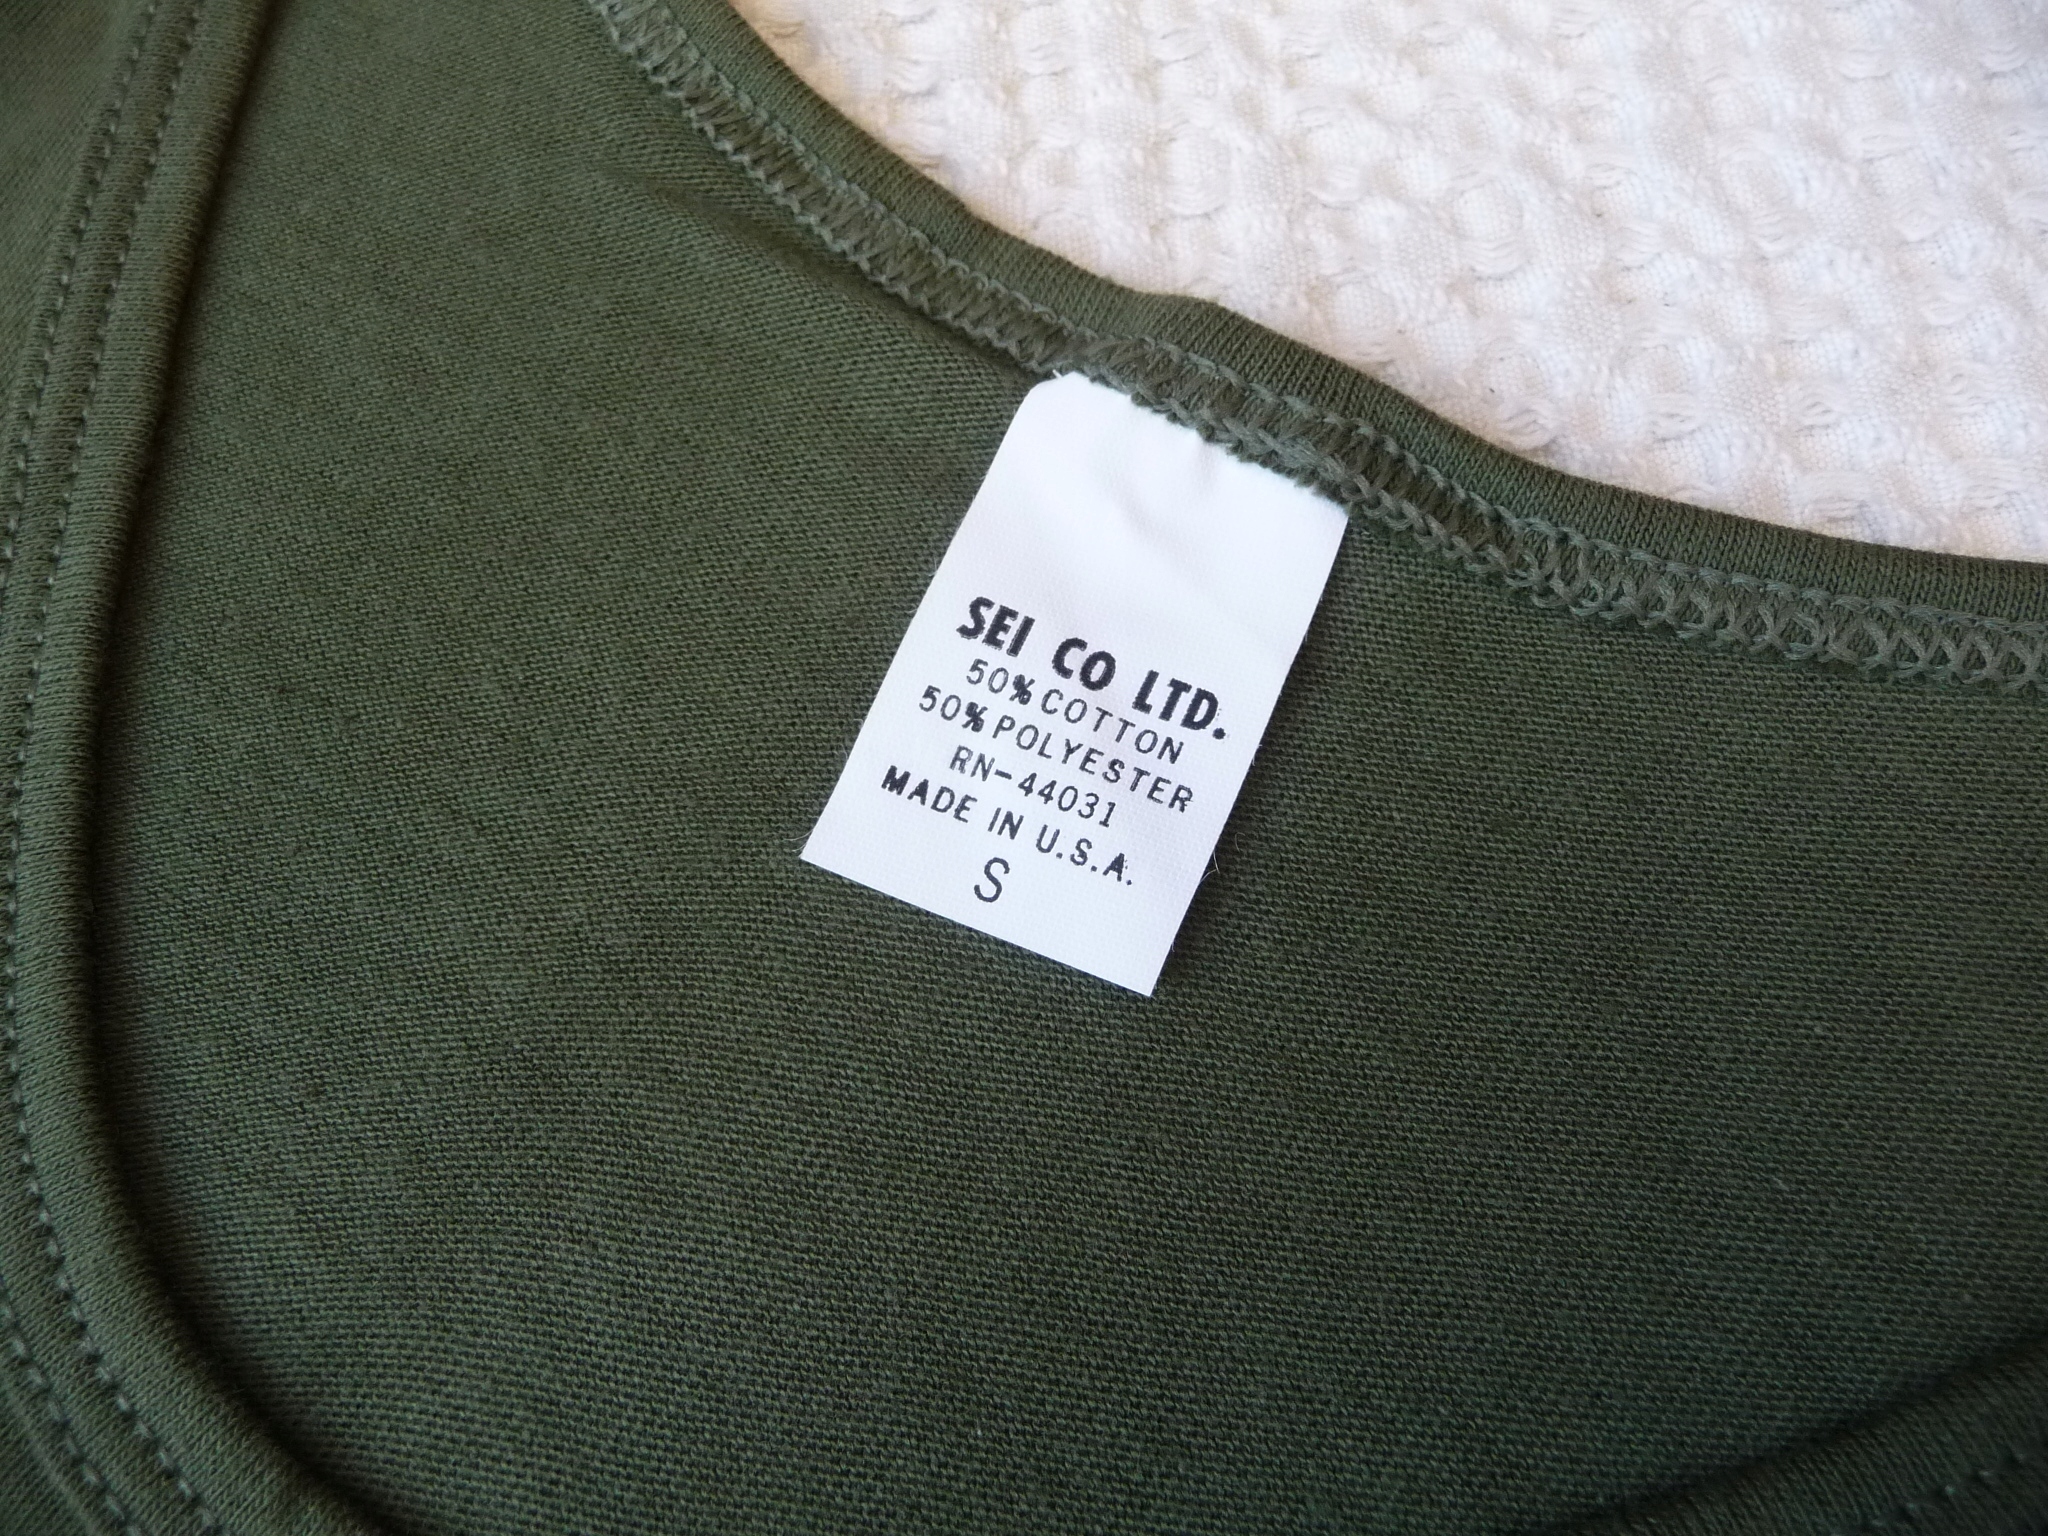 SEI CO LTD.
50% COTTON
50% POLYESTER
RN-44031
MADE IN U.S.A.
S